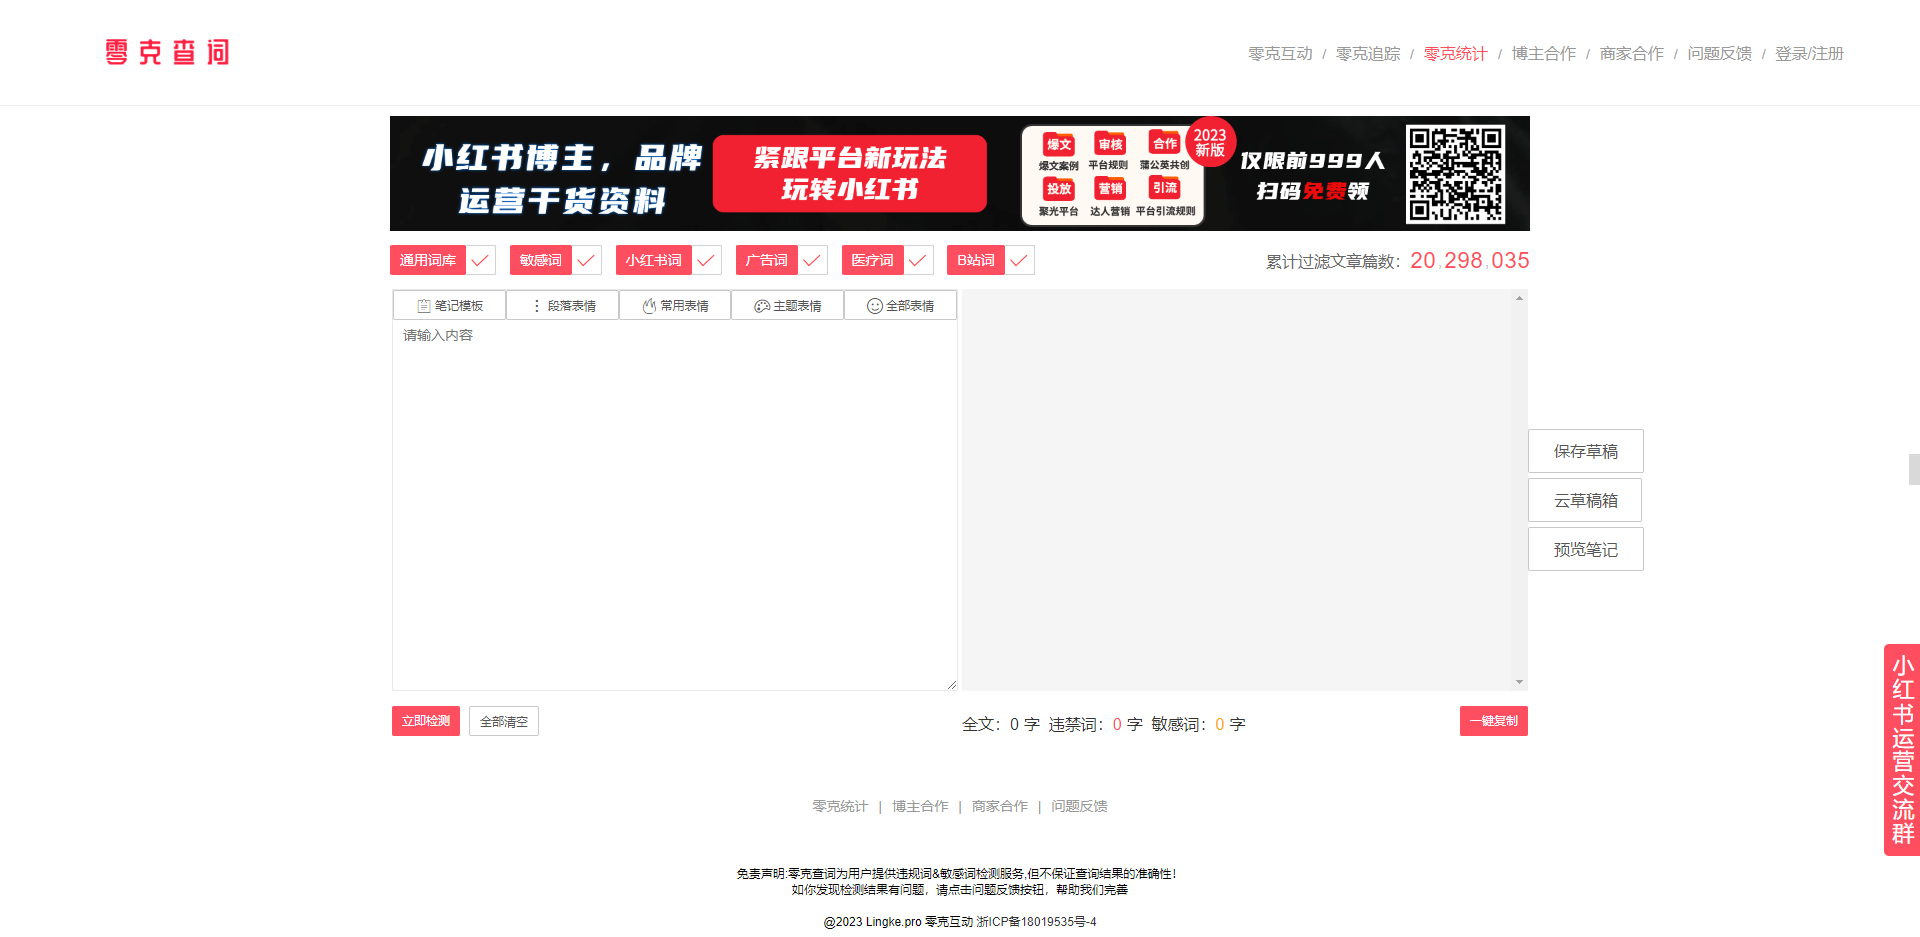 零克查词
零克互动 / 零克追踪 / 零克统计 / 博主合作 / 商家合作 / 问题反馈 / 登录/注册
小红书博主，品牌
运营干货资料
紧跟平台新玩法
玩转小红书
爆文 审核 合作
爆文案例 平台规则 蒲公英共创
投放 营销 引流
聚光平台 达人营销 平台引流规则
2023
新版
仅限前999人
扫码免费领
通用词库 敏感词 小红书词 广告词 医疗词 B站词
累计过滤文章篇数：20,298,035
笔记模板 段落表情 常用表情 主题表情 全部表情
请输入内容
保存草稿
云草稿箱
预览笔记
小红书运营交流群
立即检测 全部清空
全文：0 字 违禁词：0 字 敏感词：0 字
一键复制
零克统计 | 博主合作 | 商家合作 | 问题反馈
免责声明:零克查词为用户提供违规词&敏感词检测服务,但不保证查询结果的准确性!
如你发现检测结果有问题，请点击问题反馈按钮，帮助我们完善
@2023 Lingke.pro 零克互动 浙ICP备18019535号-4